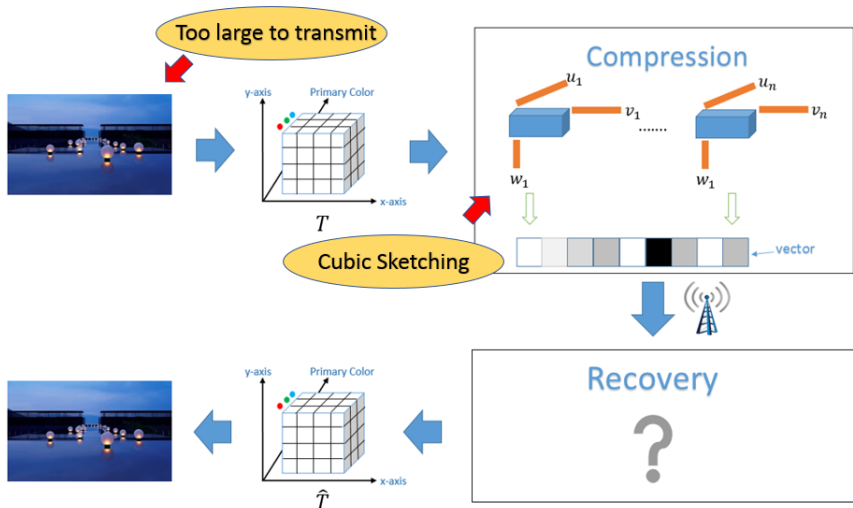 Too large to transmit
y-axis
Primary Color
x-axis
T
Compression
u₁
v₁
w₁
.......
uₙ
vₙ
w₁
vector
Cubic Sketching
Recovery
?
y-axis
Primary Color
x-axis
T̂